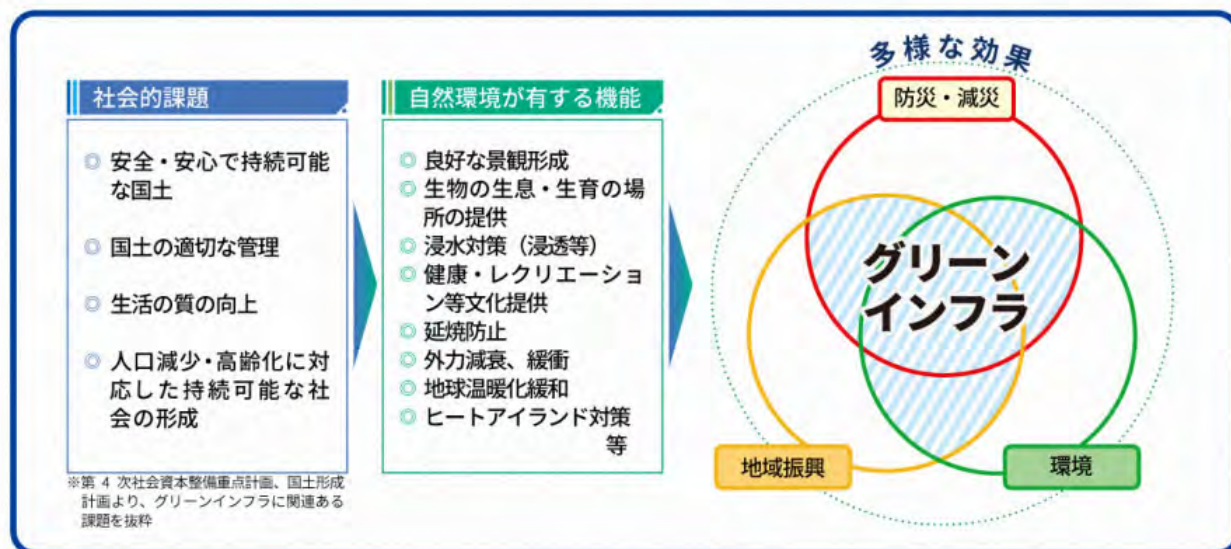 社会的課題
◎ 安全・安心で持続可能
な国土
◎ 国土の適切な管理
◎ 生活の質の向上
◎ 人口減少・高齢化に対
応した持続可能な社
会の形成
※第 4 次社会資本整備重点計画、国土形成
計画より、グリーンインフラに関連ある
課題を抜粋
自然環境が有する機能
◎ 良好な景観形成
◎ 生物の生息・生育の場
所の提供
◎ 浸水対策（浸透等）
◎ 健康・レクリエーショ
ン等文化提供
◎ 延焼防止
◎ 外力減衰、緩衝
◎ 地球温暖化緩和
◎ ヒートアイランド対策
等
多様な効果
防災・減災
グリーン
インフラ
地域振興
環境